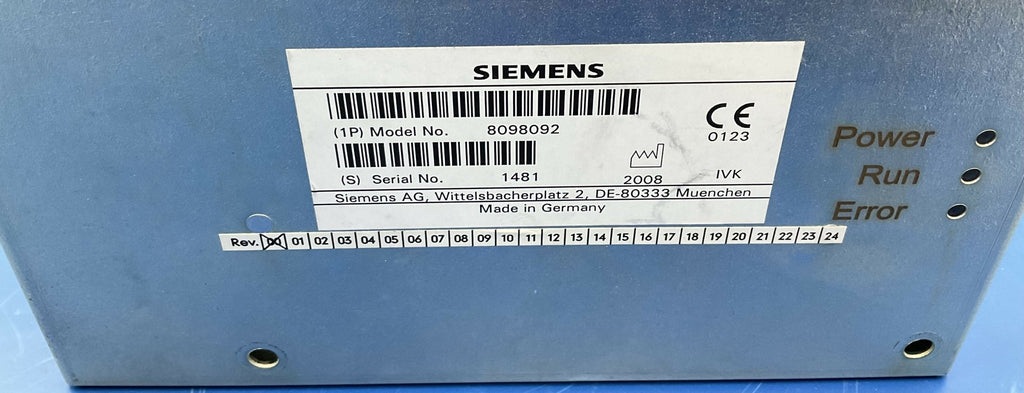 SIEMENS
(1P) Model No. 8098092
CE
0123
(S) Serial No. 1481
2008 IVK
Siemens AG, Wittelsbacherplatz 2, DE-80333 Muenchen
Made in Germany
Power
Run
Error
Rev. 00 01 02 03 04 05 06 07 08 09 10 11 12 13 14 15 16 17 18 19 20 21 22 23 24